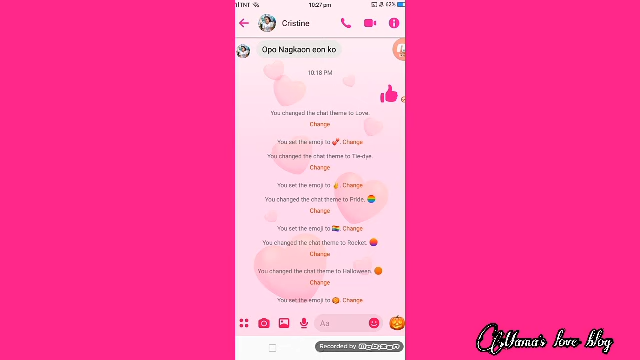 TNT
10:27 pm
62%
Cristine
Opo Nagkaon eon ko
10:18 PM
You changed the chat theme to Love.
Change
You set the emoji to 💕. Change
You changed the chat theme to Tie-dye
Change
You set the emoji to ✌. Change
You changed the chat theme to Pride.
Change
You set the emoji to 🏳️‍🌈. Change
You changed the chat theme to Rocket.
Change
You changed the chat theme to Halloween.
Change
You set the emoji to 🎃. Change
Aa
Recorded by
Mama's love blog